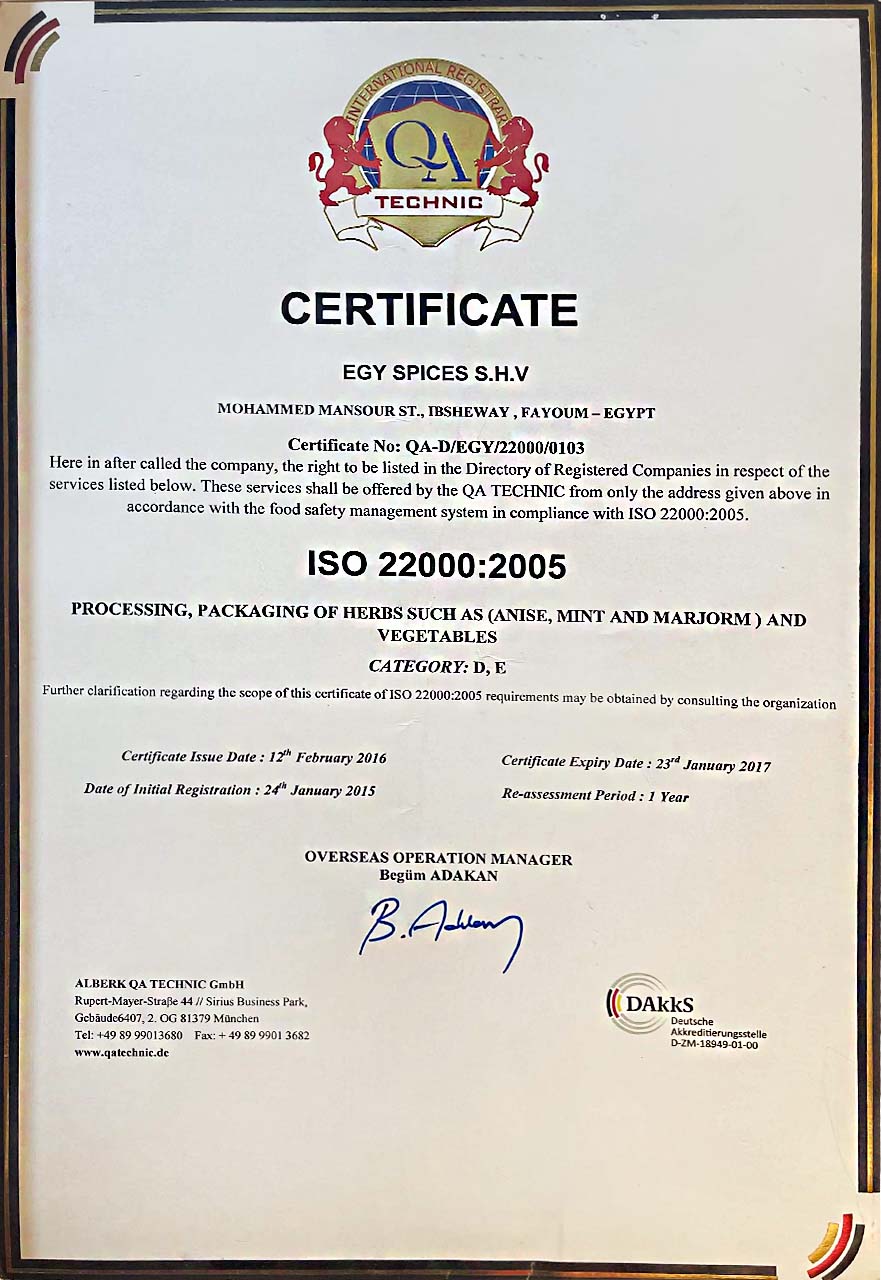 INTERNATIONAL REGISTRAR
QA
TECHNIC
CERTIFICATE
EGY SPICES S.H.V
MOHAMMED MANSOUR ST., IBSHEWAY , FAYOUM – EGYPT
Certificate No: QA-D/EGY/22000/0103
Here in after called the company, the right to be listed in the Directory of Registered Companies in respect of the
services listed below. These services shall be offered by the QA TECHNIC from only the address given above in
accordance with the food safety management system in compliance with ISO 22000:2005.
ISO 22000:2005
PROCESSING, PACKAGING OF HERBS SUCH AS (ANISE, MINT AND MARJORM ) AND
VEGETABLES
CATEGORY: D, E
Further clarification regarding the scope of this certificate of ISO 22000:2005 requirements may be obtained by consulting the organization
Certificate Issue Date : 12th February 2016
Certificate Expiry Date : 23rd January 2017
Date of Initial Registration : 24th January 2015
Re-assessment Period : 1 Year
OVERSEAS OPERATION MANAGER
Begüm ADAKAN
ALBERK QA TECHNIC GmbH
Rupert-Mayer-Straβe 44 // Sirius Business Park,
Gebäude6407, 2. OG 81379 München
Tel: +49 89 99013680 Fax: + 49 89 9901 3682
www.qatechnic.de
DAkkS
Deutsche
Akkreditierungsstelle
D-ZM-18949-01-00